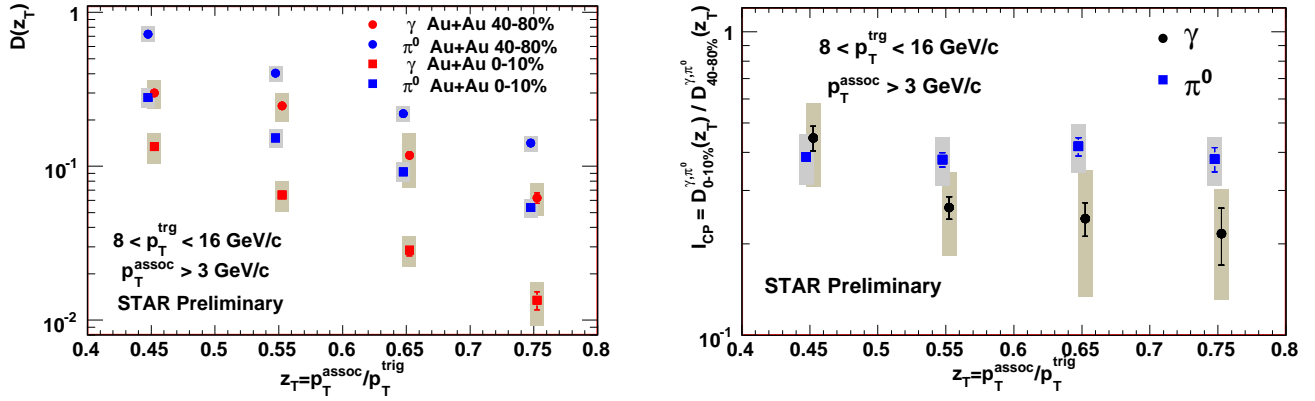 D(z_T)
1
10^-1
10^-2
γ Au+Au 40-80%
π^0 Au+Au 40-80%
γ Au+Au 0-10%
π^0 Au+Au 0-10%
8 < p_T^trg < 16 GeV/c
p_T^assoc > 3 GeV/c
STAR Preliminary
0.4 0.45 0.5 0.55 0.6 0.65 0.7 0.75 0.8
z_T=p_T^assoc/p_T^trig
I_CP = D_0-10%^γ,π^0 (z_T) / D_40-80%^γ,π^0 (z_T)
1
10^-1
8 < p_T^trg < 16 GeV/c
p_T^assoc > 3 GeV/c
γ
π^0
STAR Preliminary
0.4 0.45 0.5 0.55 0.6 0.65 0.7 0.75 0.8
z_T=p_T^assoc/p_T^trig